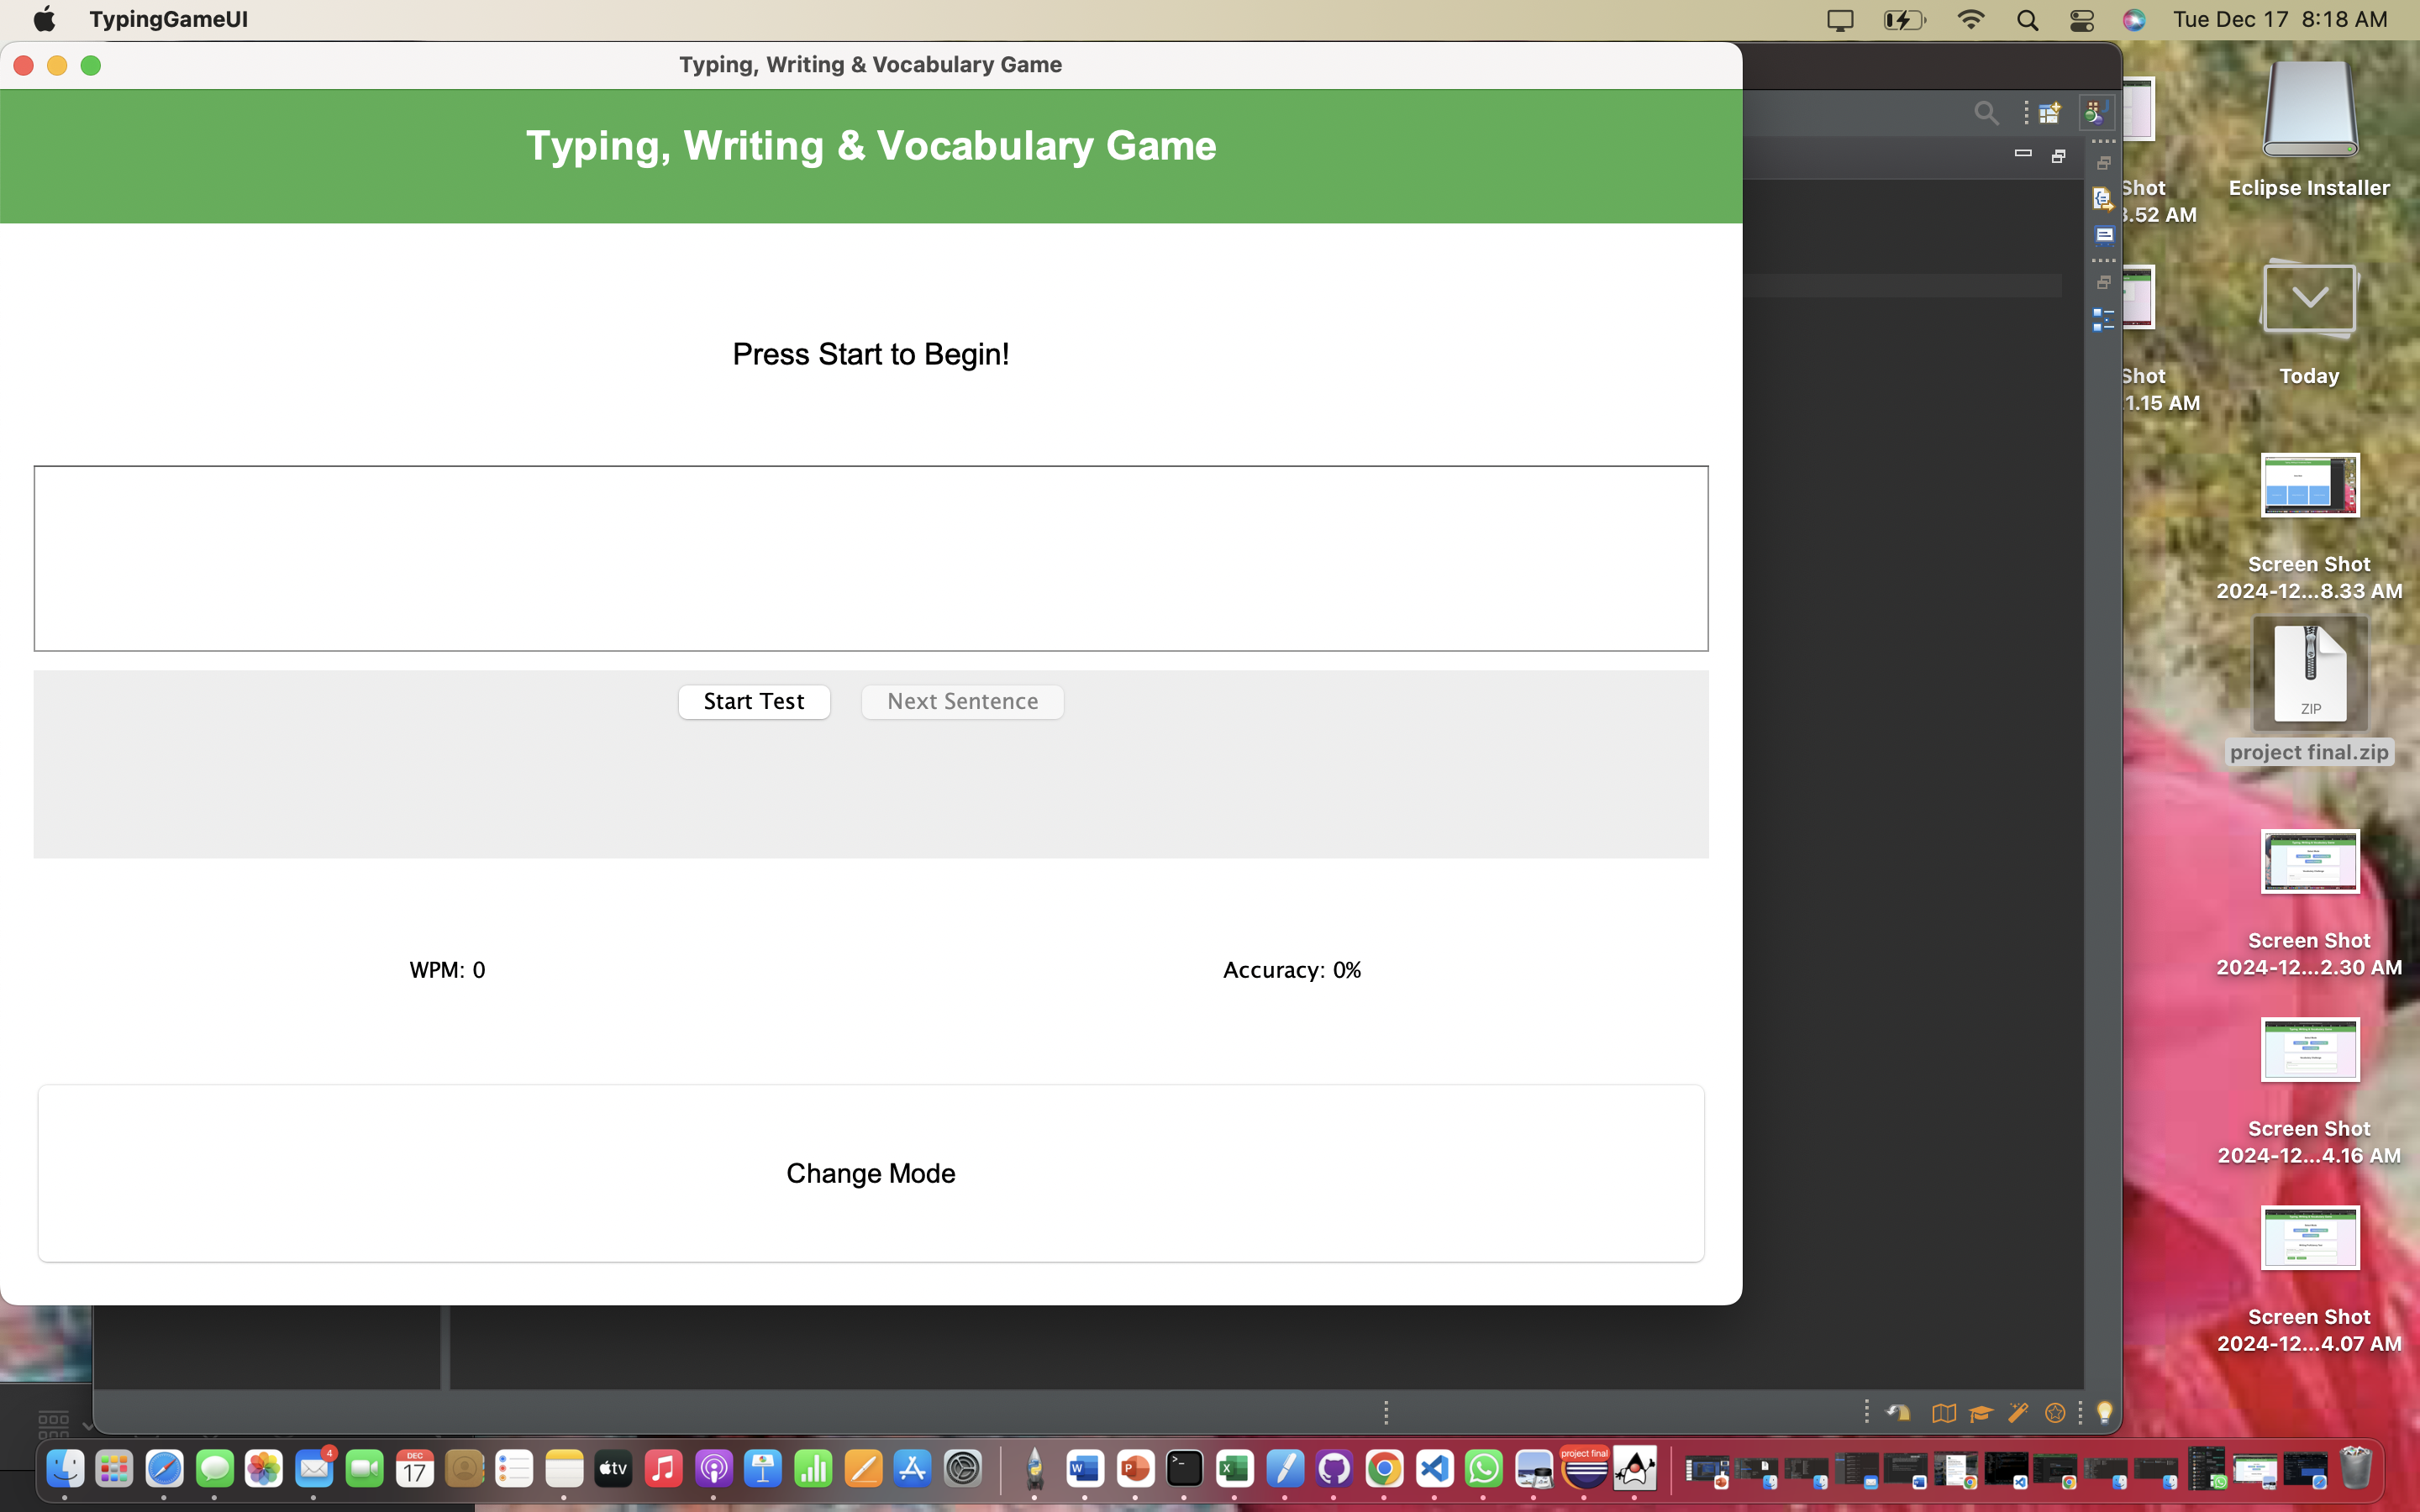 TypingGameUI
Tue Dec 17 8:18 AM
Typing, Writing & Vocabulary Game
Typing, Writing & Vocabulary Game
Press Start to Begin!
Start Test
Next Sentence
WPM: 0
Accuracy: 0%
Change Mode
Shot
3.52 AM
Eclipse Installer
Shot
1.15 AM
Today
Screen Shot
2024-12...8.33 AM
ZIP
project final.zip
Screen Shot
2024-12...2.30 AM
Screen Shot
2024-12...4.16 AM
Screen Shot
2024-12...4.07 AM
4
DEC
17
tv
W
P
X
project final